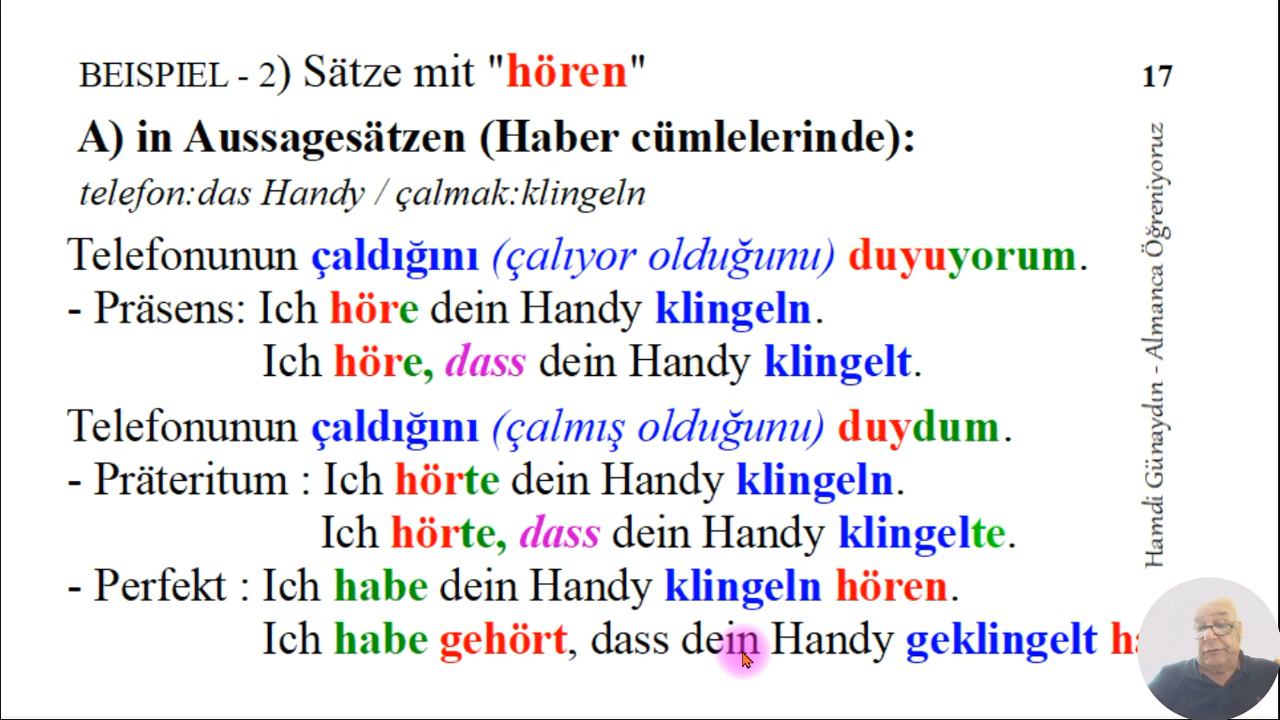 BEISPIEL - 2) Sätze mit "hören"
17
A) in Aussagesätzen (Haber cümlelerinde):
telefon:das Handy / çalmak:klingeln
Telefonunun çaldığını (çalıyor olduğunu) duyuyorum.
- Präsens: Ich höre dein Handy klingeln.
Ich höre, dass dein Handy klingelt.
Telefonunun çaldığını (çalmış olduğunu) duydum.
- Präteritum : Ich hörte dein Handy klingeln.
Ich hörte, dass dein Handy klingelte.
- Perfekt : Ich habe dein Handy klingeln hören.
Ich habe gehört, dass dein Handy geklingelt
Hamdi Günaydın - Almanca Öğreniyoruz